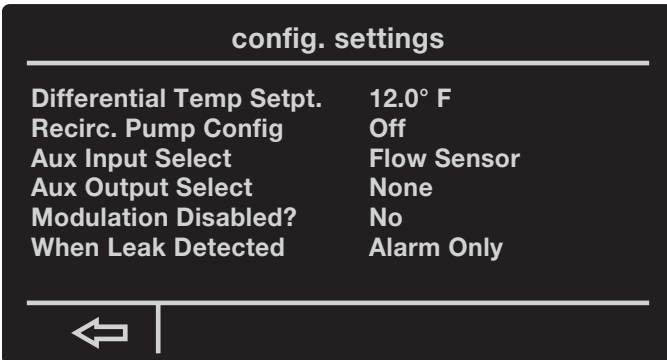 config. settings
Differential Temp Setpt. 12.0° F
Recirc. Pump Config Off
Aux Input Select Flow Sensor
Aux Output Select None
Modulation Disabled? No
When Leak Detected Alarm Only